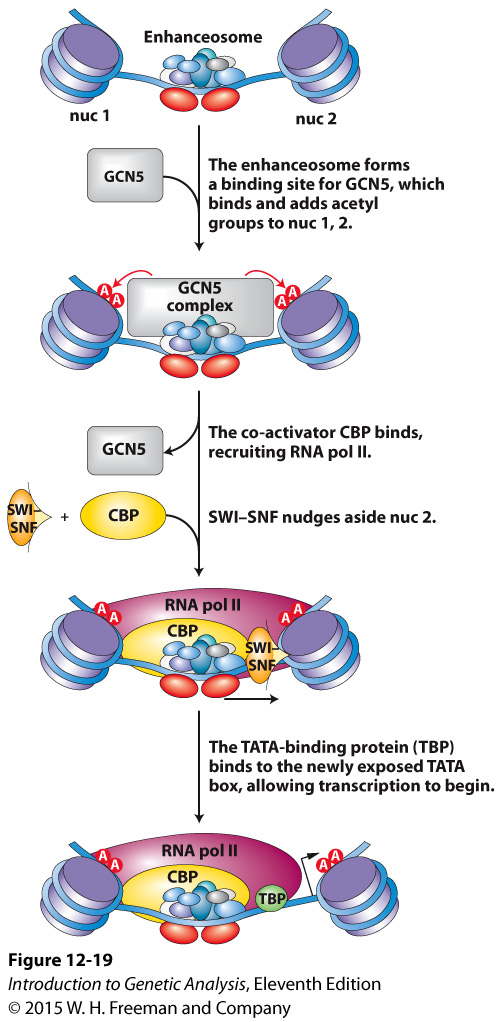 Enhanceosome
nuc 1
nuc 2
GCN5
The enhanceosome forms
a binding site for GCN5, which
binds and adds acetyl
groups to nuc 1, 2.
A
A
GCN5
complex
A
A
The co-activator CBP binds,
recruiting RNA pol II.
GCN5
SWI–
SNF
+
CBP
SWI–SNF nudges aside nuc 2.
A
A
RNA pol II
A
A
CBP
SWI–
SNF
The TATA-binding protein (TBP)
binds to the newly exposed TATA
box, allowing transcription to begin.
A
A
RNA pol II
A
A
CBP
TBP
Figure 12-19
Introduction to Genetic Analysis, Eleventh Edition
© 2015 W. H. Freeman and Company